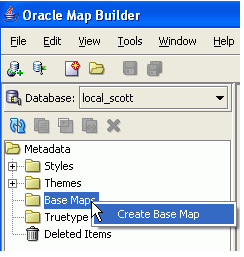 Oracle Map Builder
File Edit View Tools Window Help
Database: local_scott
Metadata
Styles
Themes
Base Maps
Create Base Map
Truetype
Deleted Items